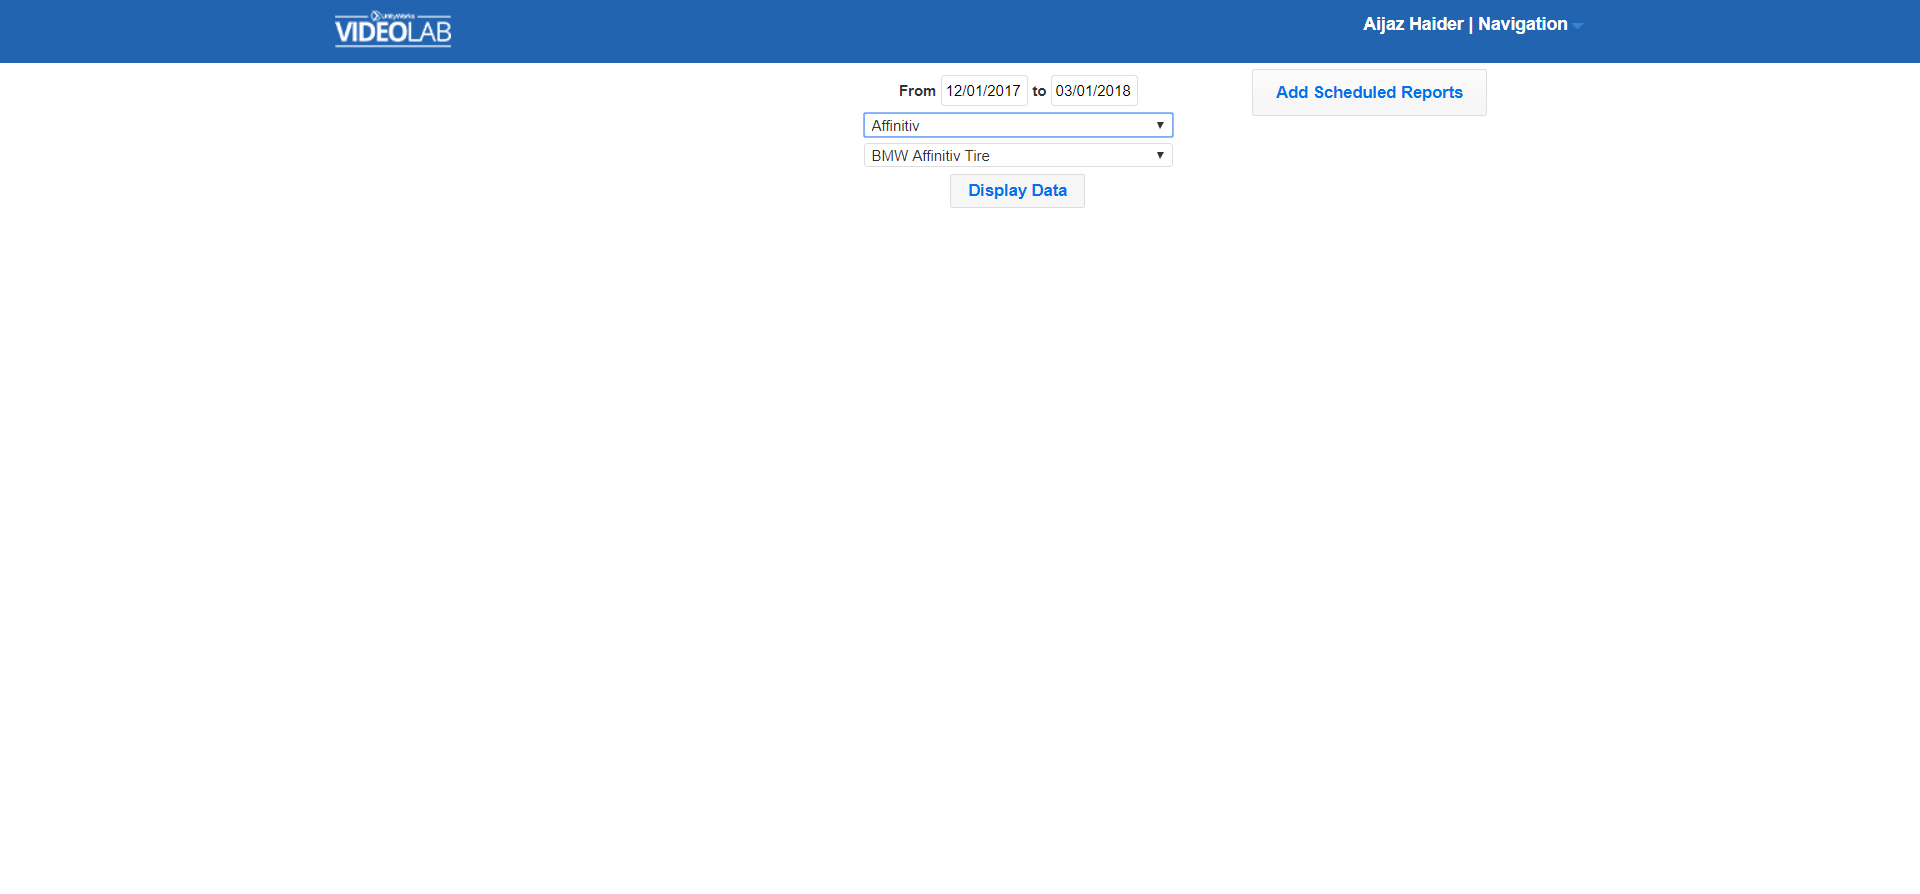 UnityWorks
VIDEOLAB
Aijaz Haider | Navigation
From 12/01/2017 to 03/01/2018
Add Scheduled Reports
Affinitiv
BMW Affinitiv Tire
Display Data